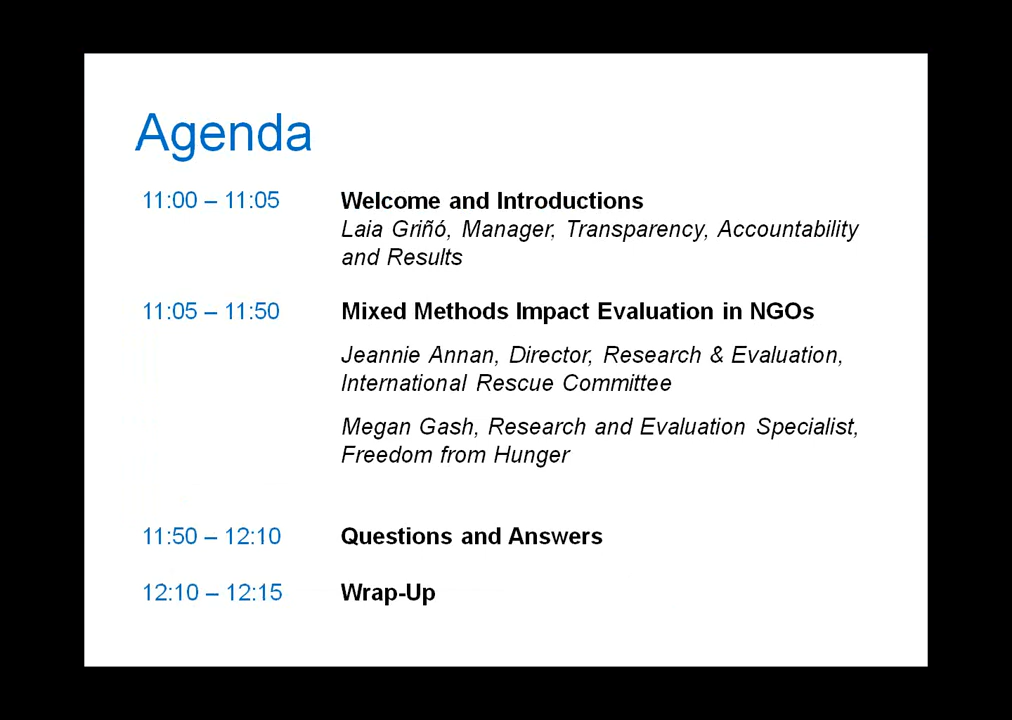 Agenda
11:00 – 11:05 Welcome and Introductions
Laia Griñó, Manager, Transparency, Accountability
and Results
11:05 – 11:50 Mixed Methods Impact Evaluation in NGOs
Jeannie Annan, Director, Research & Evaluation,
International Rescue Committee
Megan Gash, Research and Evaluation Specialist,
Freedom from Hunger
11:50 – 12:10 Questions and Answers
12:10 – 12:15 Wrap-Up